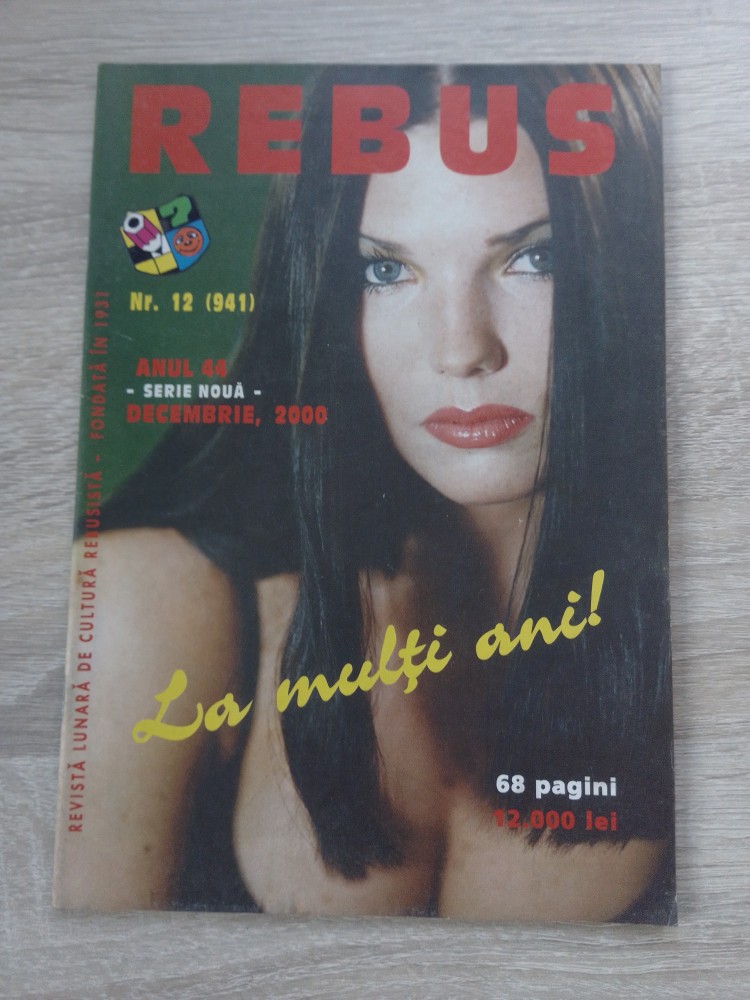 REBUS
?
Nr. 12 (941)
ANUL 44
- SERIE NOUĂ -
DECEMBRIE, 2000
REVISTĂ LUNARĂ DE CULTURĂ REBUSISTĂ - FONDATĂ ÎN 1931
La mulţi ani!
68 pagini
12.000 lei